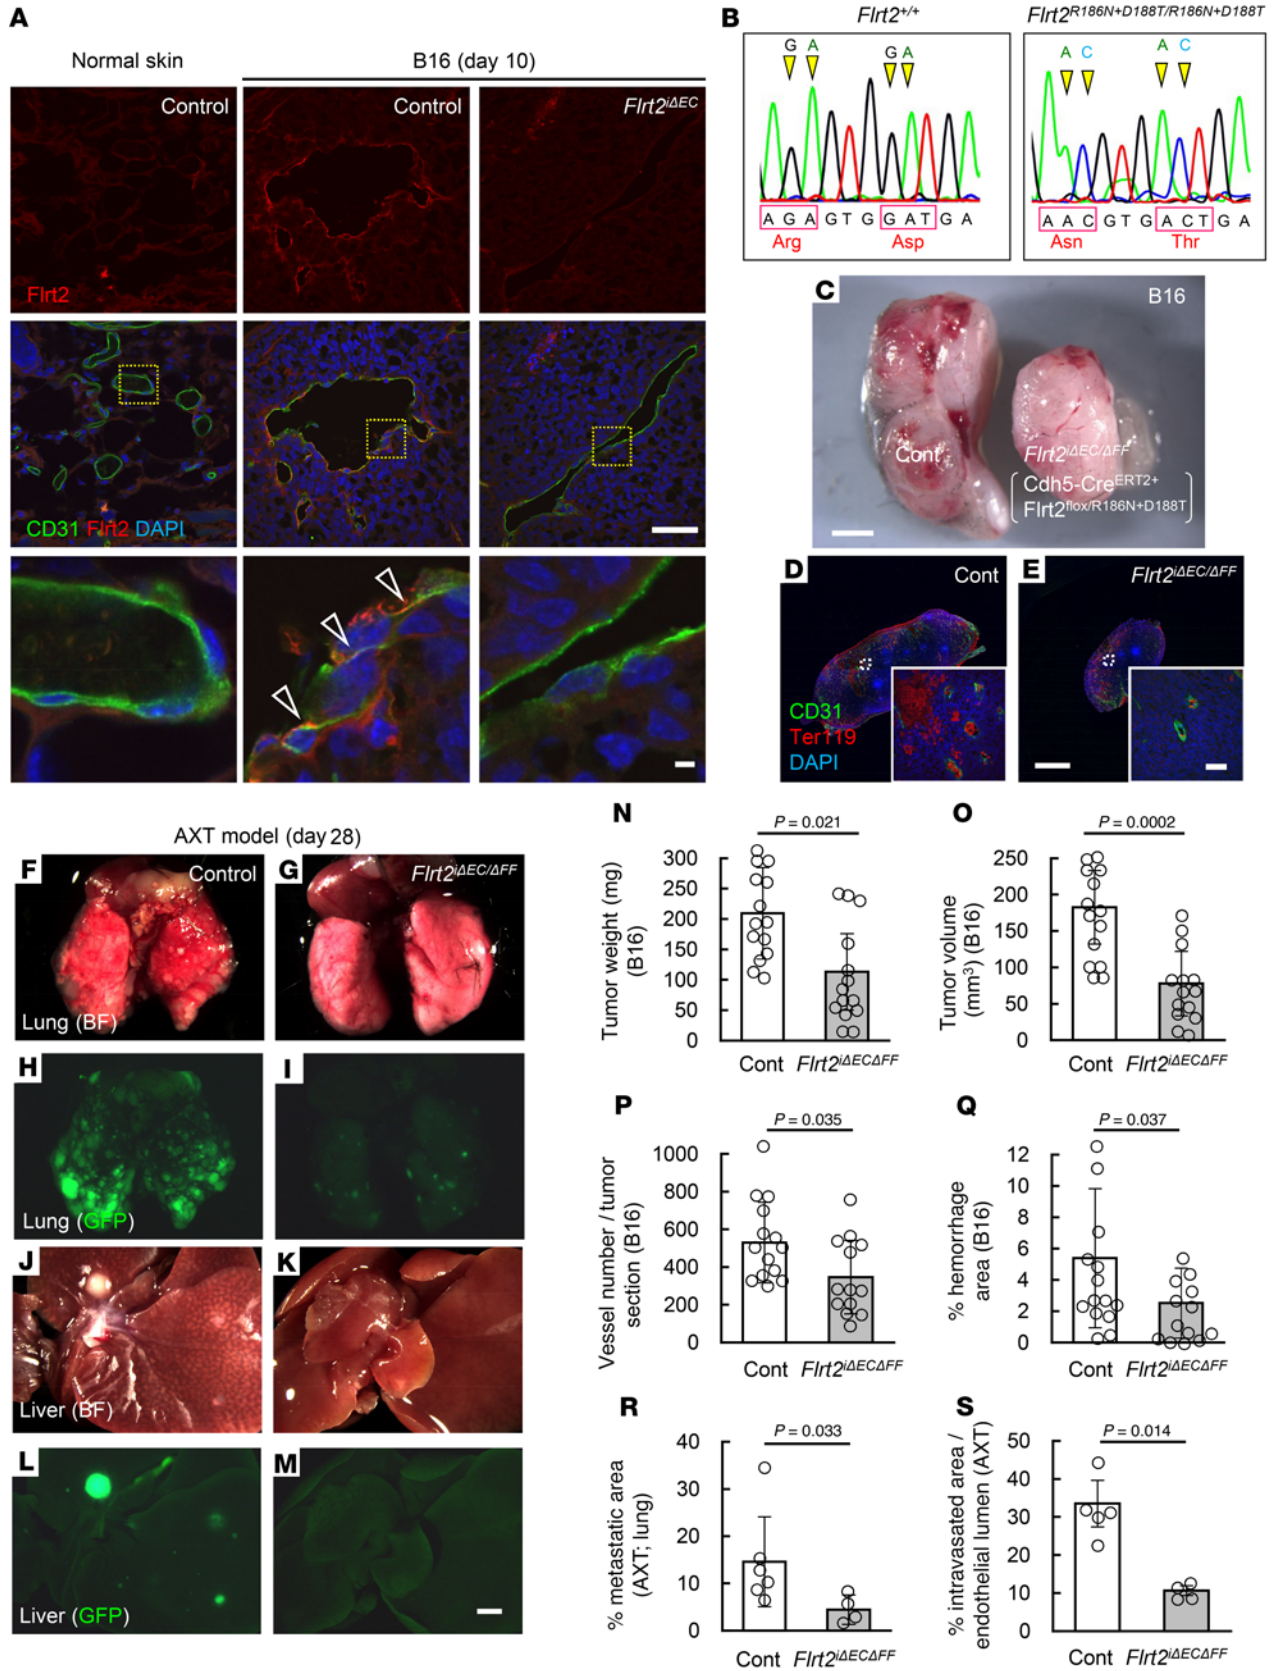 A
Normal skin
B16 (day 10)
Control
Control
Flrt2iΔEC
Flrt2
CD31 Flrt2 DAPI
B
Flrt2+/+
Flrt2R186N+D188T/R186N+D188T
G A G A
A C A C
A G A G T G G A T G A
A A C G T G A C T G A
Arg Asp
Asn Thr
C
B16
Cont
Flrt2iΔEC/ΔFF
Cdh5-CreERT2+
Flrt2flox/R186N+D188T
D
Cont
CD31
Ter119
DAPI
E
Flrt2iΔEC/ΔFF
AXT model (day 28)
F
Control
Lung (BF)
G
Flrt2iΔEC/ΔFF
H
Lung (GFP)
I
J
Liver (BF)
K
L
Liver (GFP)
M
N
P = 0.021
Tumor weight (mg)
(B16)
300
250
200
150
100
50
0
Cont Flrt2iΔECΔFF
O
P = 0.0002
Tumor volume
(mm3) (B16)
250
200
150
100
50
0
Cont Flrt2iΔECΔFF
P
P = 0.035
Vessel number / tumor
section (B16)
1000
800
600
400
200
0
Cont Flrt2iΔECΔFF
Q
P = 0.037
% hemorrhage
area (B16)
12
10
8
6
4
2
0
Cont Flrt2iΔECΔFF
R
P = 0.033
% metastatic area
(AXT; lung)
40
30
20
10
0
Cont Flrt2iΔECΔFF
S
P = 0.014
% intravasated area /
endothelial lumen (AXT)
50
40
30
20
10
0
Cont Flrt2iΔECΔFF